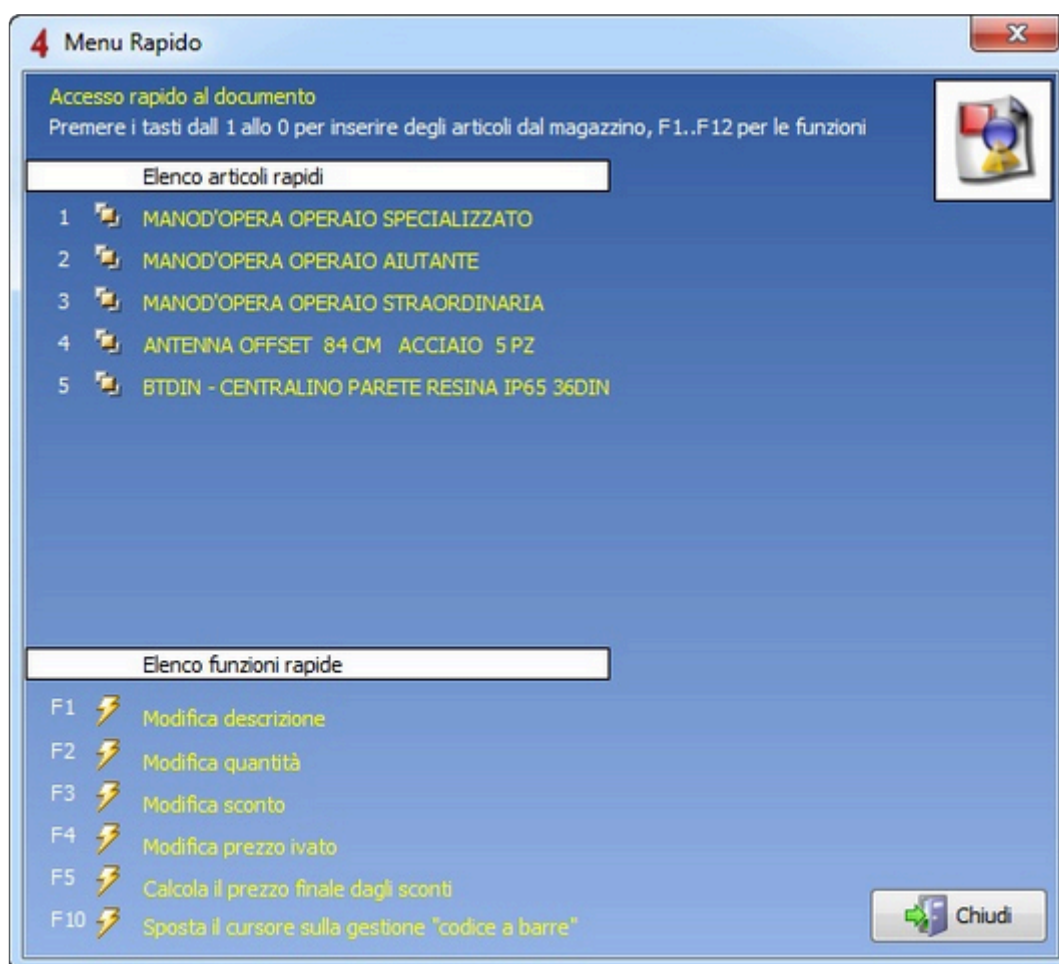 4 Menu Rapido
Accesso rapido al documento
Premere i tasti dall 1 allo 0 per inserire degli articoli dal magazzino, F1..F12 per le funzioni
Elenco articoli rapidi
1 MANOD'OPERA OPERAIO SPECIALIZZATO
2 MANOD'OPERA OPERAIO AIUTANTE
3 MANOD'OPERA OPERAIO STRAORDINARIA
4 ANTENNA OFFSET 84 CM ACCIAIO 5 PZ
5 BTDIN - CENTRALINO PARETE RESINA IP65 36DIN
Elenco funzioni rapide
F1 Modifica descrizione
F2 Modifica quantità
F3 Modifica sconto
F4 Modifica prezzo ivato
F5 Calcola il prezzo finale dagli sconti
F10 Sposta il cursore sulla gestione "codice a barre"
Chiudi